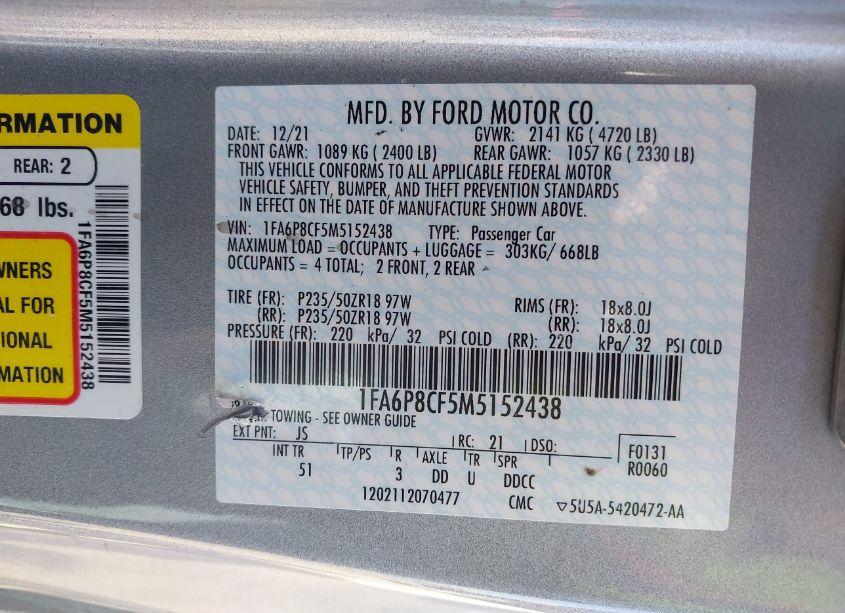 RMATION
REAR: 2
68 lbs.
WNERS
AL FOR
IONAL
MATION
1FA6P8CF5M5152438
MFD. BY FORD MOTOR CO.
DATE: 12/21 GVWR: 2141 KG ( 4720 LB)
FRONT GAWR: 1089 KG ( 2400 LB) REAR GAWR: 1057 KG ( 2330 LB)
THIS VEHICLE CONFORMS TO ALL APPLICABLE FEDERAL MOTOR
VEHICLE SAFETY, BUMPER, AND THEFT PREVENTION STANDARDS
IN EFFECT ON THE DATE OF MANUFACTURE SHOWN ABOVE.
VIN: 1FA6P8CF5M5152438 TYPE: Passenger Car
MAXIMUM LOAD = OCCUPANTS + LUGGAGE = 303KG/ 668LB
OCCUPANTS = 4 TOTAL; 2 FRONT, 2 REAR
TIRE (FR): P235/50ZR18 97W RIMS (FR): 18x8.0J
(RR): P235/50ZR18 97W (RR): 18x8.0J
PRESSURE (FR): 220 kPa/ 32 PSI COLD (RR): 220 kPa/ 32 PSI COLD
1FA6P8CF5M5152438
TOWING - SEE OWNER GUIDE
EXT PNT: JS RC: 21 DSO: F0131
INT TR TP/PS R AXLE TR SPR R0060
51 3 DD U DDCC
1202112070477 CMC ▽5U5A-5420472-AA